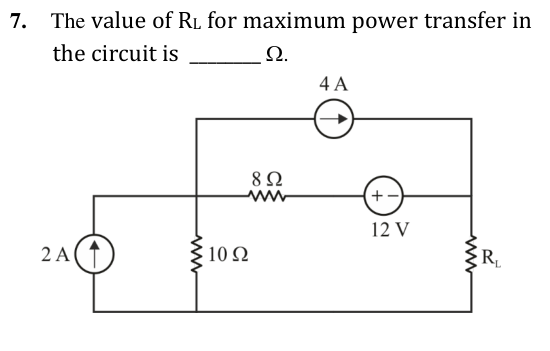 7. The value of RL for maximum power transfer in
the circuit is _______ Ω.
4 A
8 Ω
+ −
12 V
2 A
10 Ω
RL